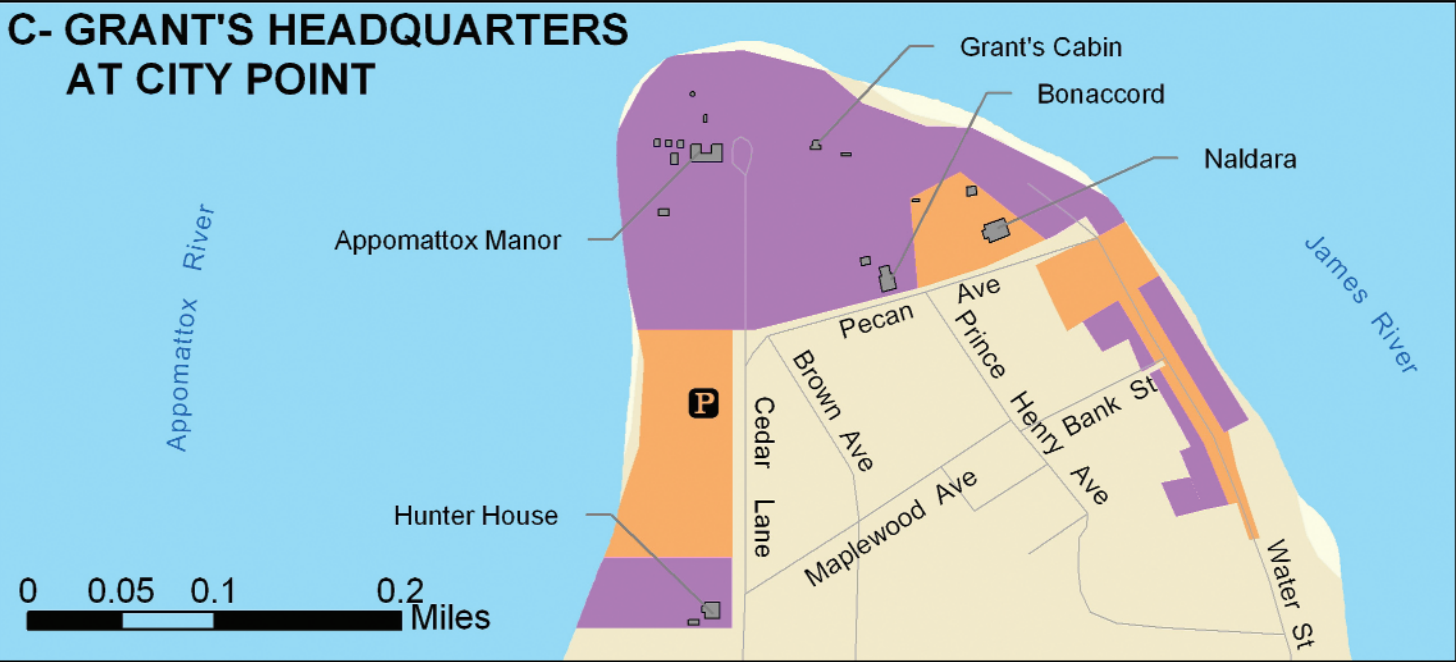 C- GRANT'S HEADQUARTERS
AT CITY POINT
Grant's Cabin
Bonaccord
Naldara
Appomattox Manor
Appomattox River
James River
Pecan Ave
Prince Henry Ave
Brown Ave
Bank St
P
Cedar Lane
Maplewood Ave
Hunter House
Water St
0 0.05 0.1 0.2
Miles